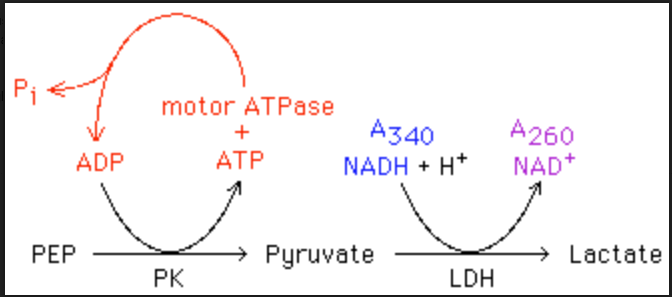 Pi
motor ATPase
+
ADP
ATP
A340
NADH + H+
A260
NAD+
PEP
PK
Pyruvate
LDH
Lactate